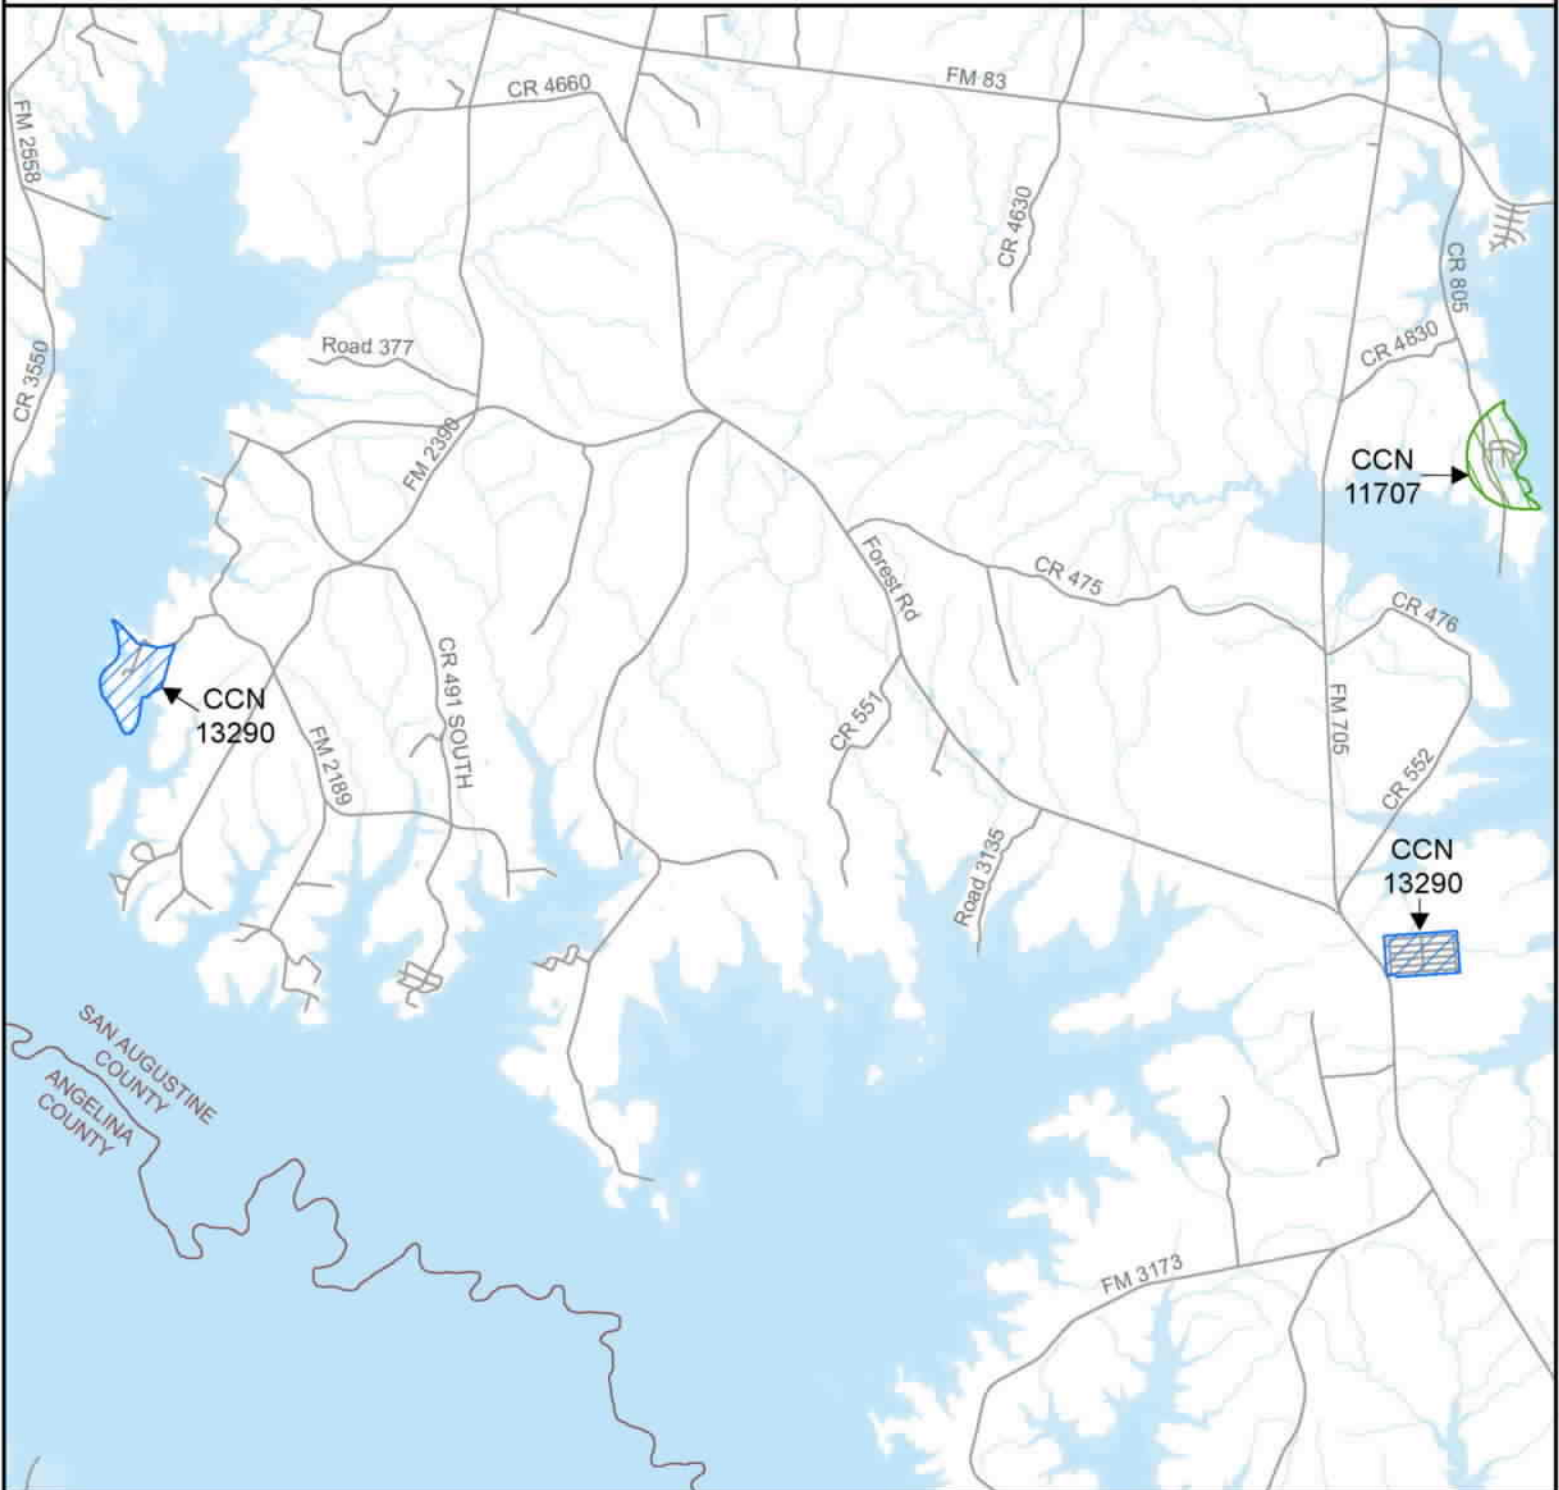 FM 83
CR 4660
FM 2558
CR 4630
CR 805
Road 377
CR 4830
CR 3550
FM 2390
CCN
11707
Forest Rd
CR 475
CR 476
CCN
13290
CR 491 SOUTH
CR 551
FM 705
FM 2189
CR 552
Road 3135
CCN
13290
SAN AUGUSTINE
COUNTY
ANGELINA
COUNTY
FM 3173